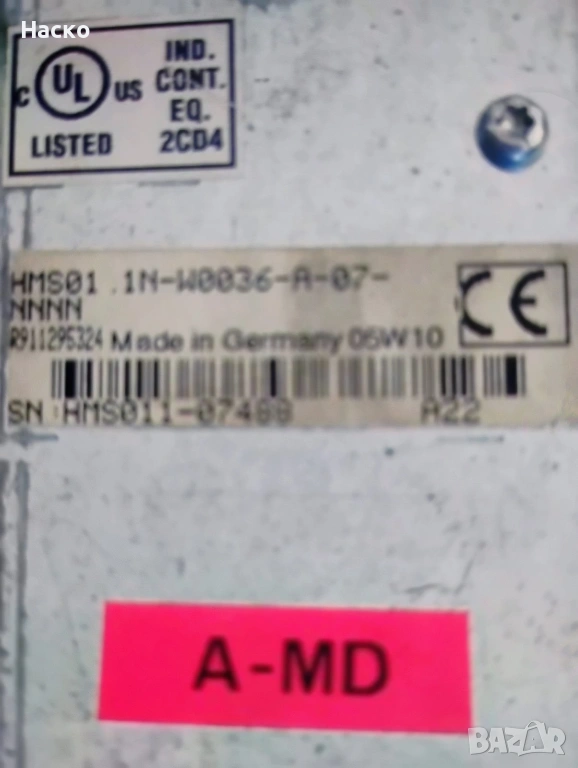 Наско
IND.
CONT.
EQ.
C UL US
LISTED 2CD4
HMS01.1N-W0036-A-07-
NNNN
R911295324 Made in Germany 05W10
CE
SN:HMS011-07488 A22
A-MD
BAZAR